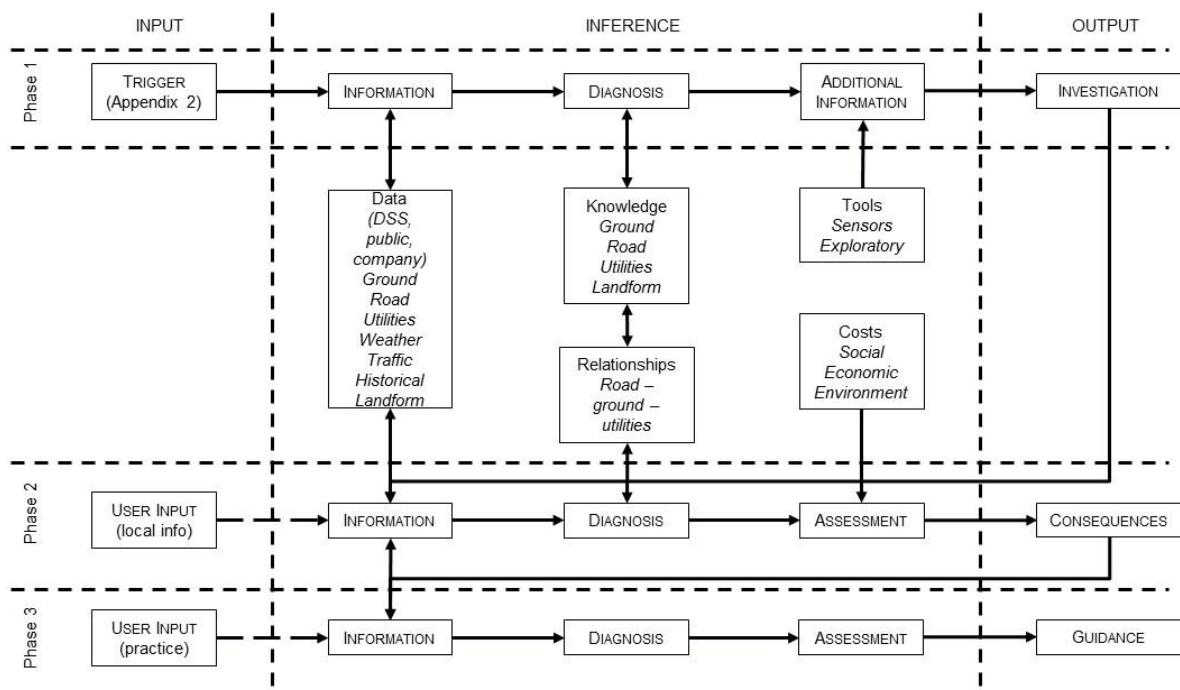 INPUT
INFERENCE
OUTPUT
Phase 1
TRIGGER
(Appendix 2)
INFORMATION
DIAGNOSIS
ADDITIONAL
INFORMATION
INVESTIGATION
Data
(DSS,
public,
company)
Ground
Road
Utilities
Weather
Traffic
Historical
Landform
Knowledge
Ground
Road
Utilities
Landform
Relationships
Road –
ground –
utilities
Tools
Sensors
Exploratory
Costs
Social
Economic
Environment
Phase 2
USER INPUT
(local info)
INFORMATION
DIAGNOSIS
ASSESSMENT
CONSEQUENCES
Phase 3
USER INPUT
(practice)
INFORMATION
DIAGNOSIS
ASSESSMENT
GUIDANCE